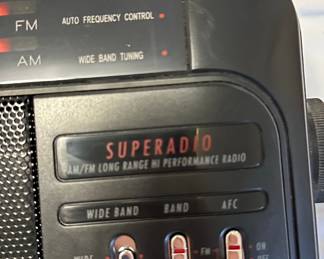 FM AUTO FREQUENCY CONTROL
AM WIDE BAND TUNING
SUPERADIO
AM/FM LONG RANGE HI PERFORMANCE RADIO
WIDE BAND BAND AFC
WIDE FM ON